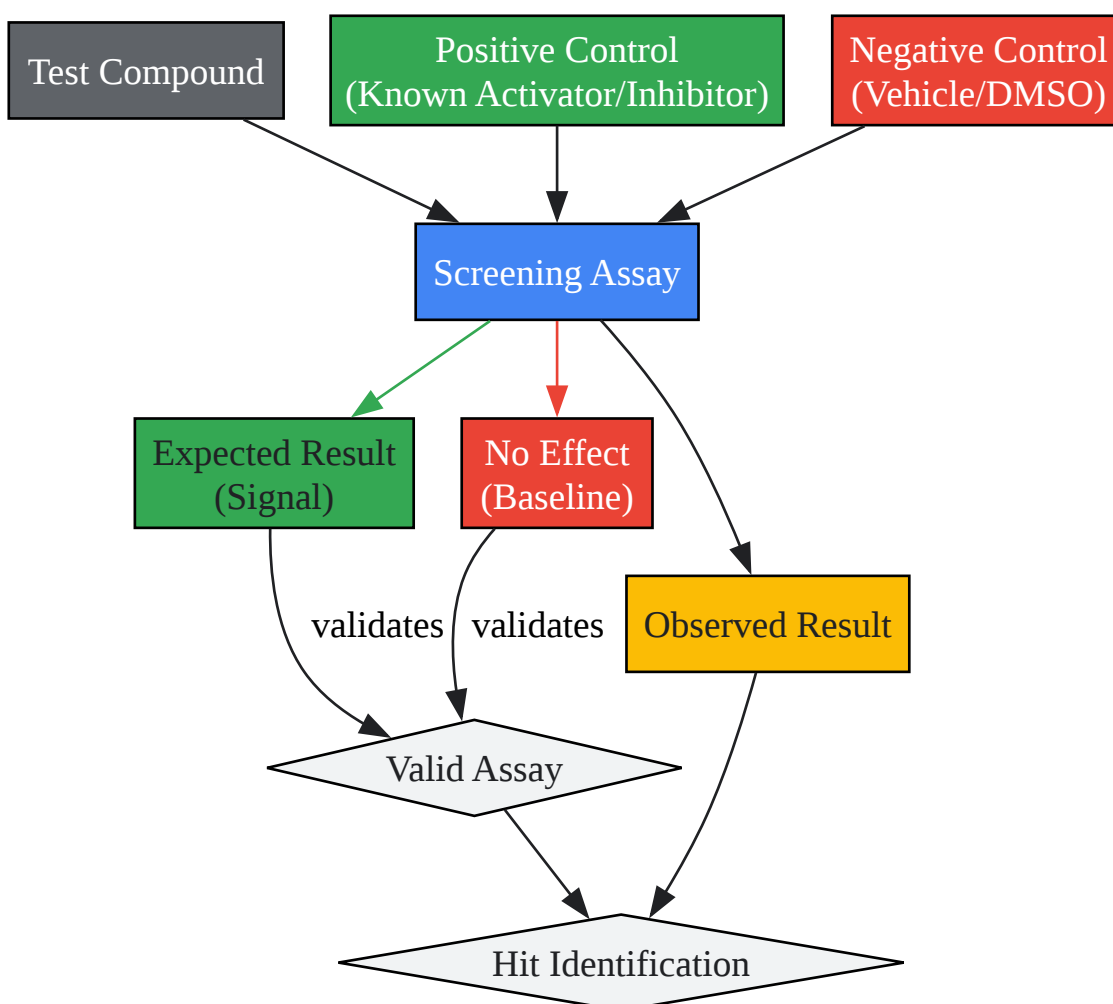 Test Compound
Positive Control
(Known Activator/Inhibitor)
Negative Control
(Vehicle/DMSO)
Screening Assay
Expected Result
(Signal)
No Effect
(Baseline)
validates
validates
Observed Result
Valid Assay
Hit Identification